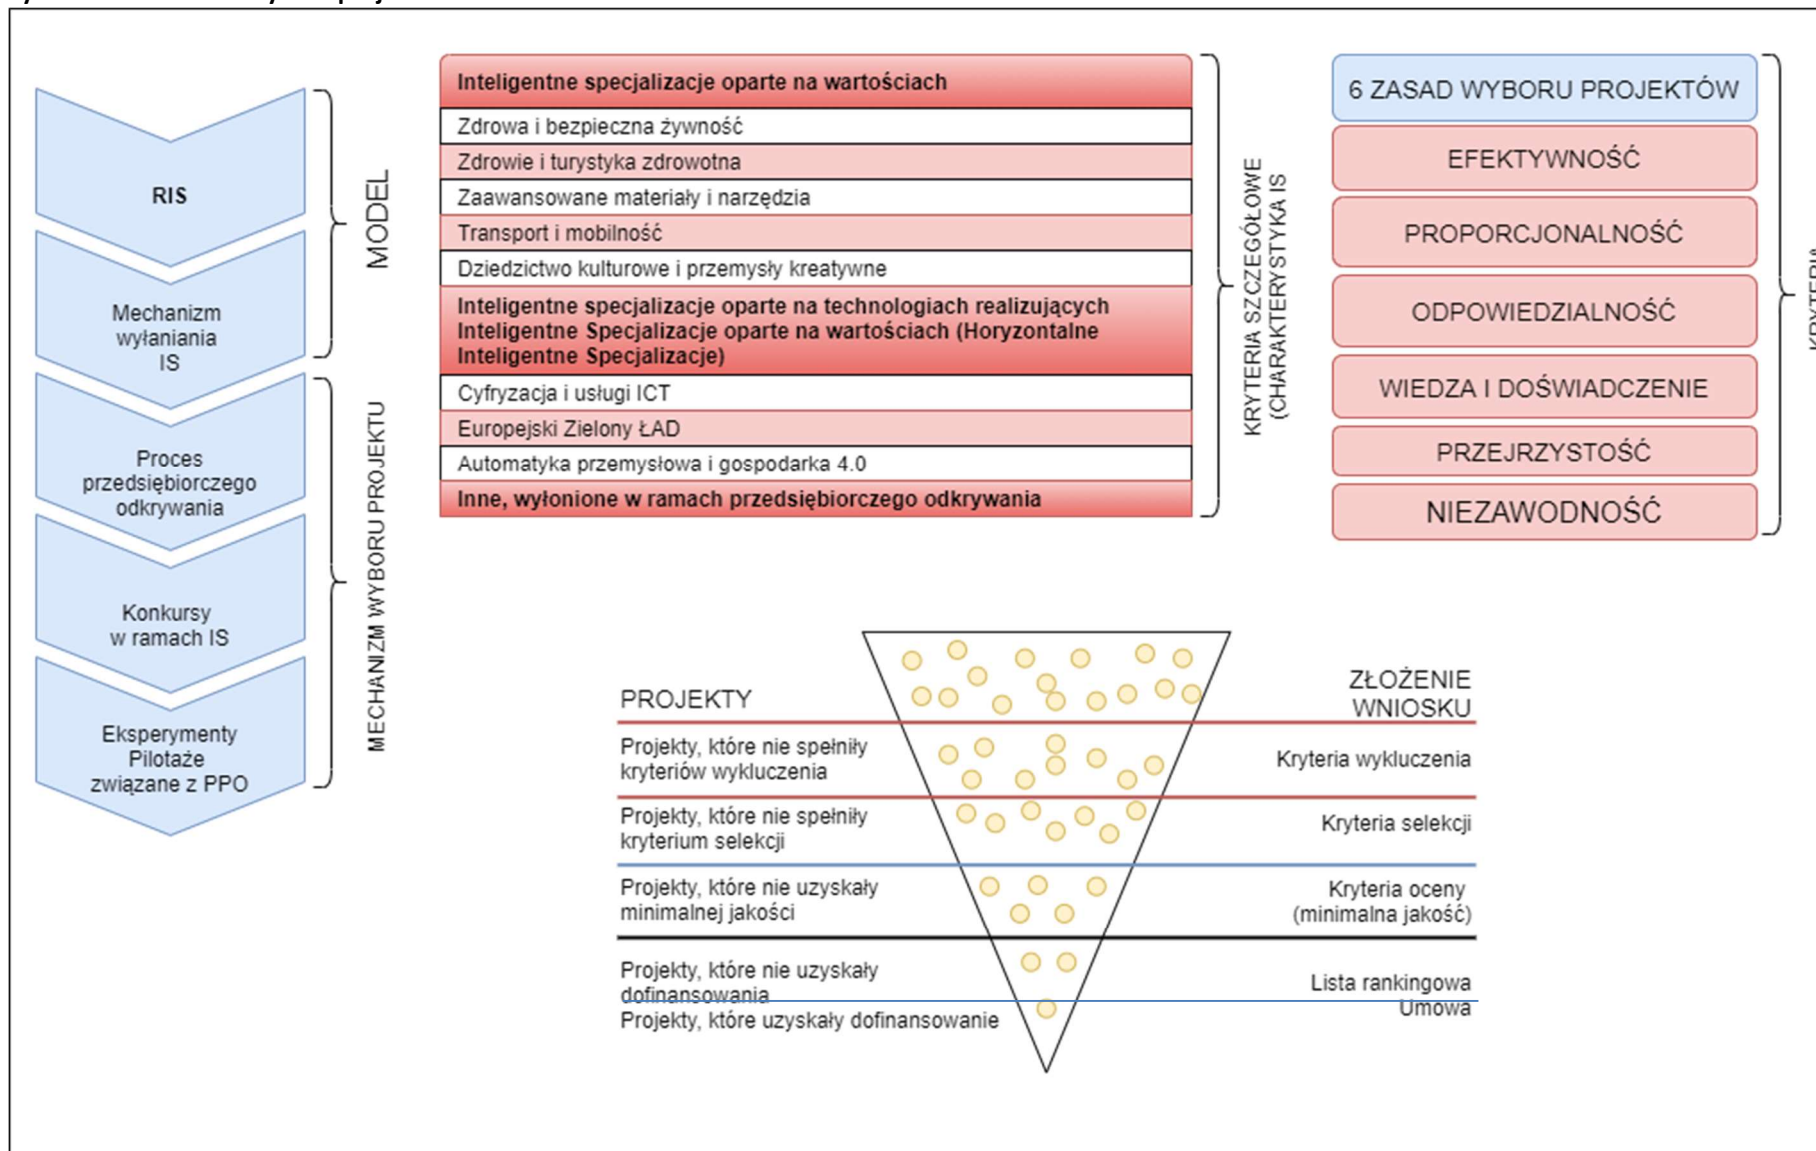 RIS
Mechanizm
wyłaniania
IS
Proces
przedsiębiorczego
odkrywania
Konkursy
w ramach IS
Eksperymenty
Pilotaże
związane z PPO
MODEL
MECHANIZM WYBORU PROJEKTU
Inteligentne specjalizacje oparte na wartościach
Zdrowa i bezpieczna żywność
Zdrowie i turystyka zdrowotna
Zaawansowane materiały i narzędzia
Transport i mobilność
Dziedzictwo kulturowe i przemysły kreatywne
Inteligentne specjalizacje oparte na technologiach realizujących
Inteligentne Specjalizacje oparte na wartościach (Horyzontalne
Inteligentne Specjalizacje)
Cyfryzacja i usługi ICT
Europejski Zielony ŁAD
Automatyka przemysłowa i gospodarka 4.0
Inne, wyłonione w ramach przedsiębiorczego odkrywania
KRYTERIA SZCZEGÓŁOWE
(CHARAKTERYSTYKA IS
6 ZASAD WYBORU PROJEKTÓW
EFEKTYWNOŚĆ
PROPORCJONALNOŚĆ
ODPOWIEDZIALNOŚĆ
WIEDZA I DOŚWIADCZENIE
PRZEJRZYSTOŚĆ
NIEZAWODNOŚĆ
KRYTERIA
PROJEKTY
ZŁOŻENIE
WNIOSKU
Projekty, które nie spełniły
kryteriów wykluczenia
Kryteria wykluczenia
Projekty, które nie spełniły
kryterium selekcji
Kryteria selekcji
Projekty, które nie uzyskały
minimalnej jakości
Kryteria oceny
(minimalna jakość)
Projekty, które nie uzyskały
dofinansowania
Projekty, które uzyskały dofinansowanie
Lista rankingowa
Umowa